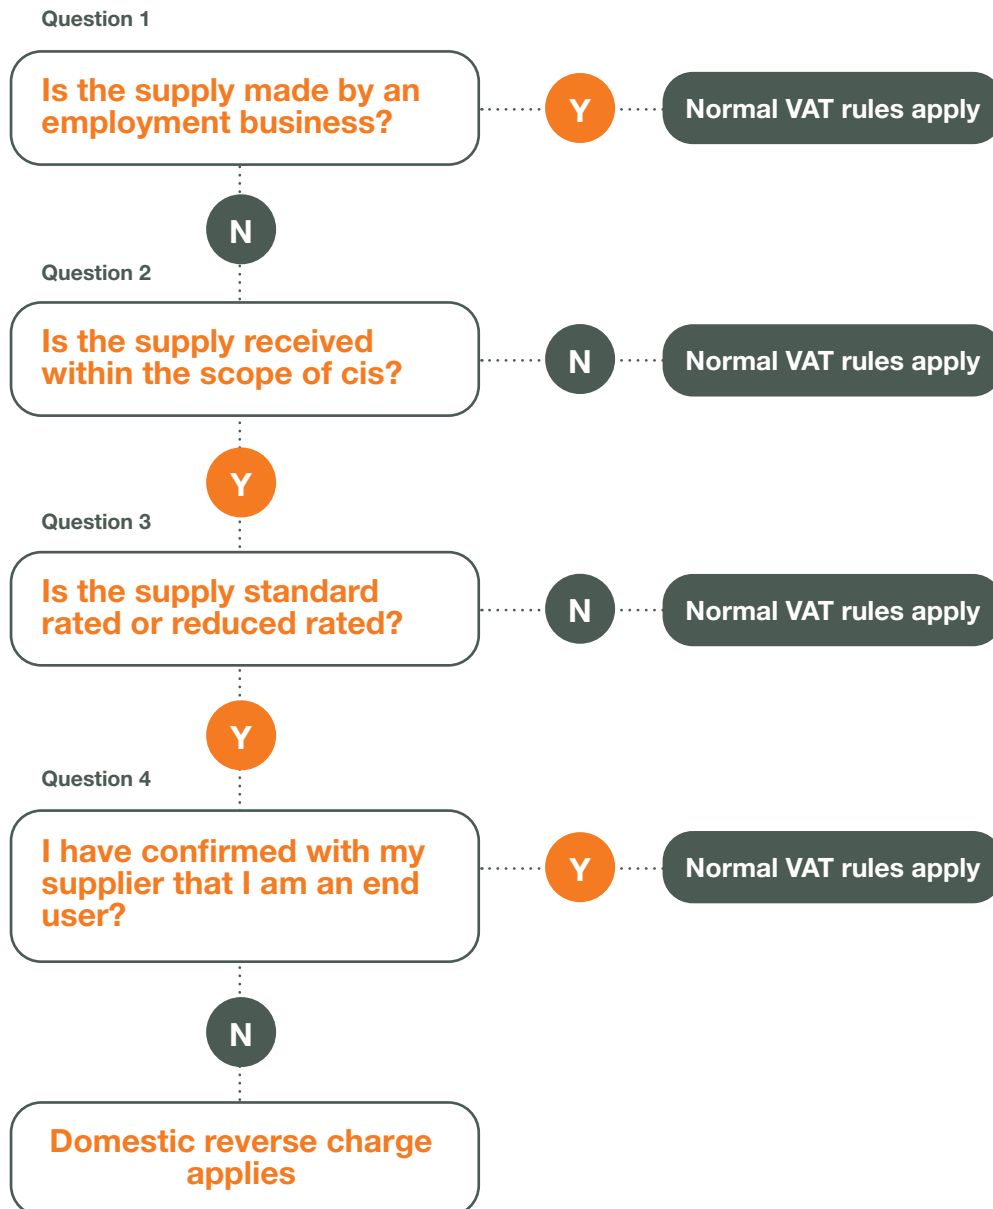 Question 1
Is the supply made by an
employment business?
Y
Normal VAT rules apply
N
Question 2
Is the supply received
within the scope of cis?
N
Normal VAT rules apply
Y
Question 3
Is the supply standard
rated or reduced rated?
N
Normal VAT rules apply
Y
Question 4
I have confirmed with my
supplier that I am an end
user?
Y
Normal VAT rules apply
N
Domestic reverse charge
applies